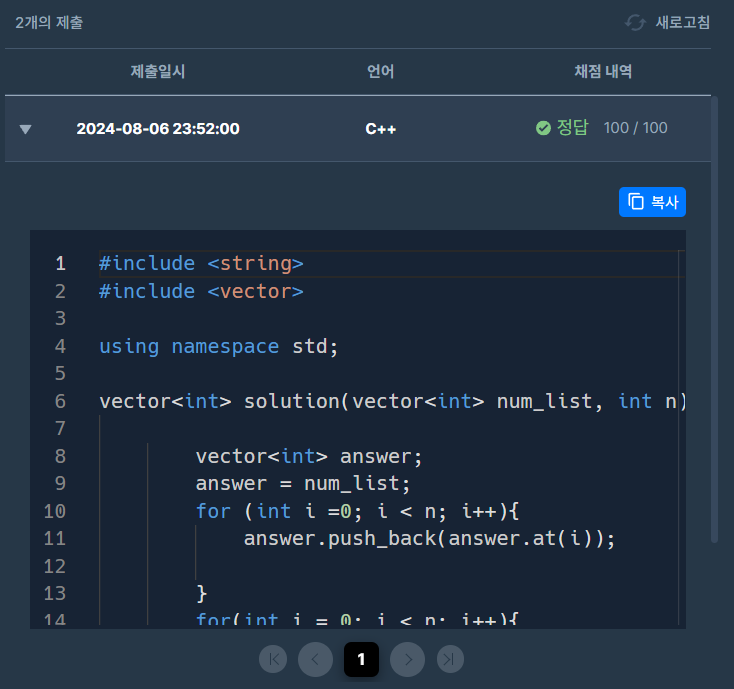 2개의 제출
새로고침
제출일시 언어 채점 내역
2024-08-06 23:52:00 C++ 정답 100 / 100
복사
1 #include <string>
2 #include <vector>
3
4 using namespace std;
5
6 vector<int> solution(vector<int> num_list, int n)
7
8 vector<int> answer;
9 answer = num_list;
10 for (int i =0; i < n; i++){
11 answer.push_back(answer.at(i));
12
13 }
14 for(int i = 0; i < n; i++){
1